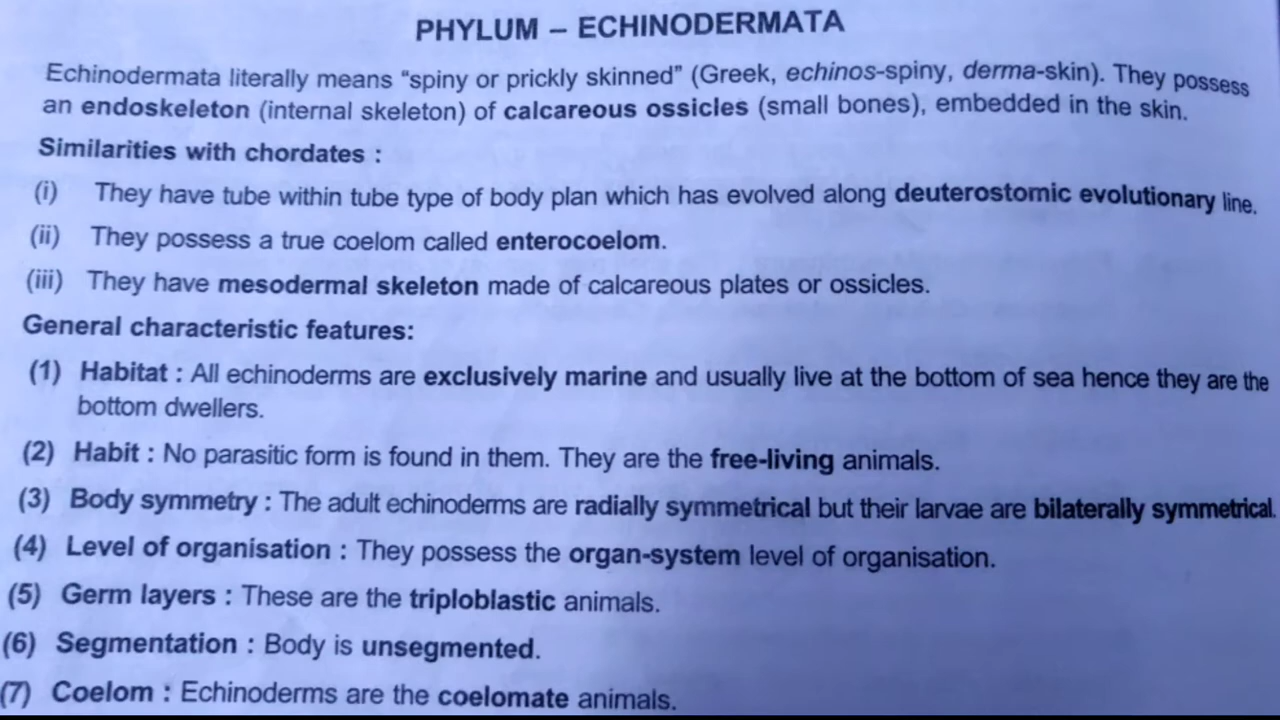 PHYLUM – ECHINODERMATA
Echinodermata literally means “spiny or prickly skinned” (Greek, echinos-spiny, derma-skin). They possess
an endoskeleton (internal skeleton) of calcareous ossicles (small bones), embedded in the skin.
Similarities with chordates :
(i) They have tube within tube type of body plan which has evolved along deuterostomic evolutionary line.
(ii) They possess a true coelom called enterocoelom.
(iii) They have mesodermal skeleton made of calcareous plates or ossicles.
General characteristic features:
(1) Habitat : All echinoderms are exclusively marine and usually live at the bottom of sea hence they are the
bottom dwellers.
(2) Habit : No parasitic form is found in them. They are the free-living animals.
(3) Body symmetry : The adult echinoderms are radially symmetrical but their larvae are bilaterally symmetrical.
(4) Level of organisation : They possess the organ-system level of organisation.
(5) Germ layers : These are the triploblastic animals.
(6) Segmentation : Body is unsegmented.
(7) Coelom : Echinoderms are the coelomate animals.